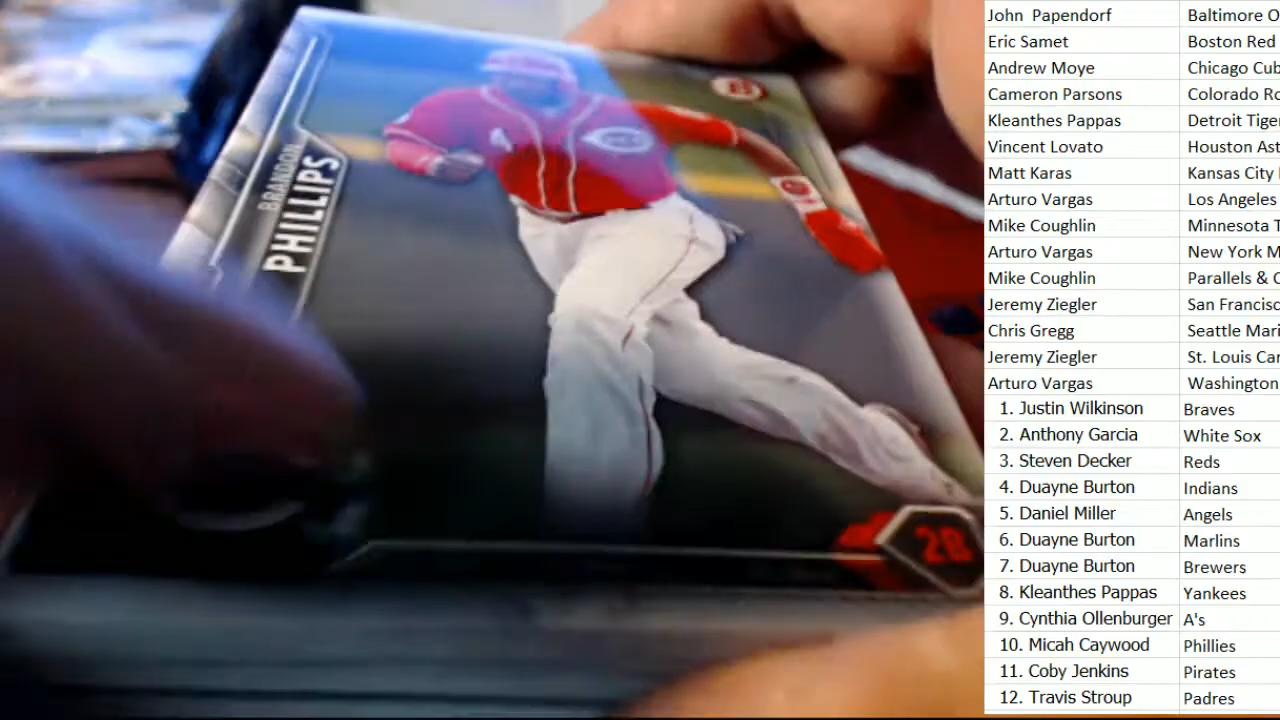 BRANDON
PHILLIPS
2B
John Papendorf Baltimore O
Eric Samet Boston Red
Andrew Moye Chicago Cub
Cameron Parsons Colorado Ro
Kleanthes Pappas Detroit Tige
Vincent Lovato Houston Ast
Matt Karas Kansas City
Arturo Vargas Los Angeles
Mike Coughlin Minnesota T
Arturo Vargas New York M
Mike Coughlin Parallels & C
Jeremy Ziegler San Francisc
Chris Gregg Seattle Mari
Jeremy Ziegler St. Louis Car
Arturo Vargas Washington
1. Justin Wilkinson Braves
2. Anthony Garcia White Sox
3. Steven Decker Reds
4. Duayne Burton Indians
5. Daniel Miller Angels
6. Duayne Burton Marlins
7. Duayne Burton Brewers
8. Kleanthes Pappas Yankees
9. Cynthia Ollenburger A's
10. Micah Caywood Phillies
11. Coby Jenkins Pirates
12. Travis Stroup Padres